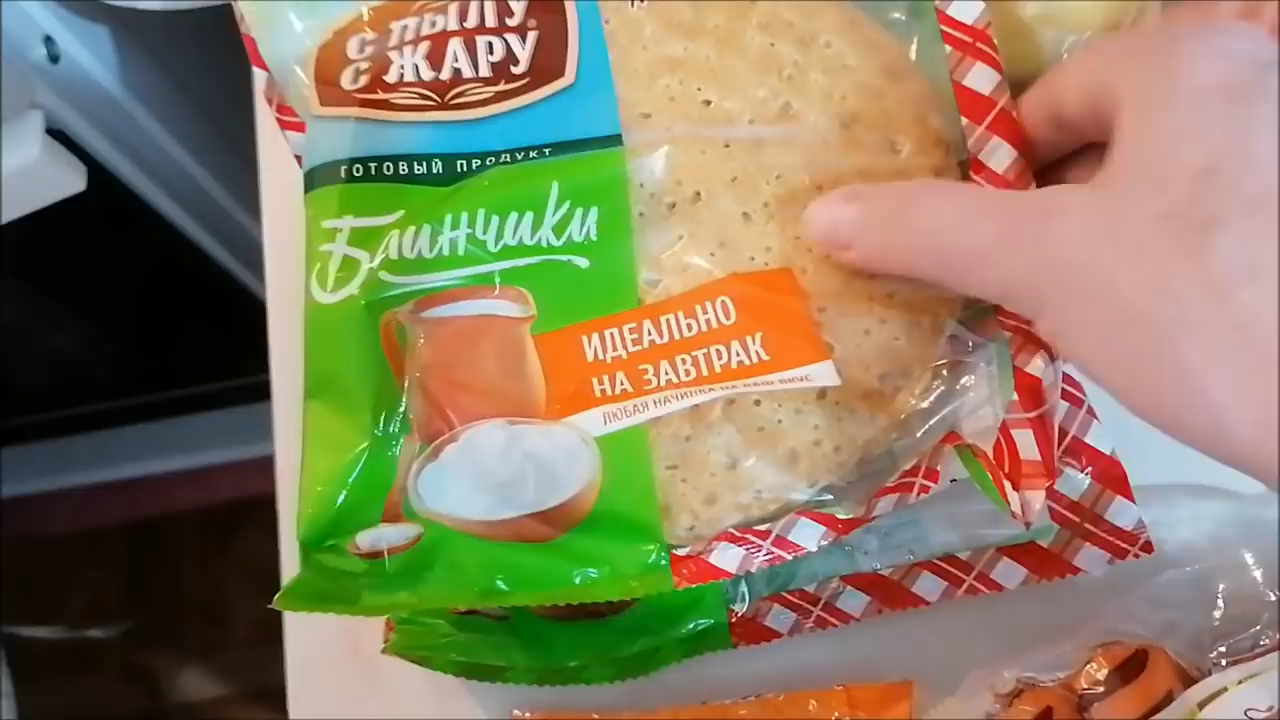 С ПЫЛУ
С ЖАРУ
ГОТОВЫЙ ПРОДУКТ
Блинчики
ИДЕАЛЬНО
НА ЗАВТРАК
ЛЮБАЯ НАЧИНКА НА ВАШ ВКУС